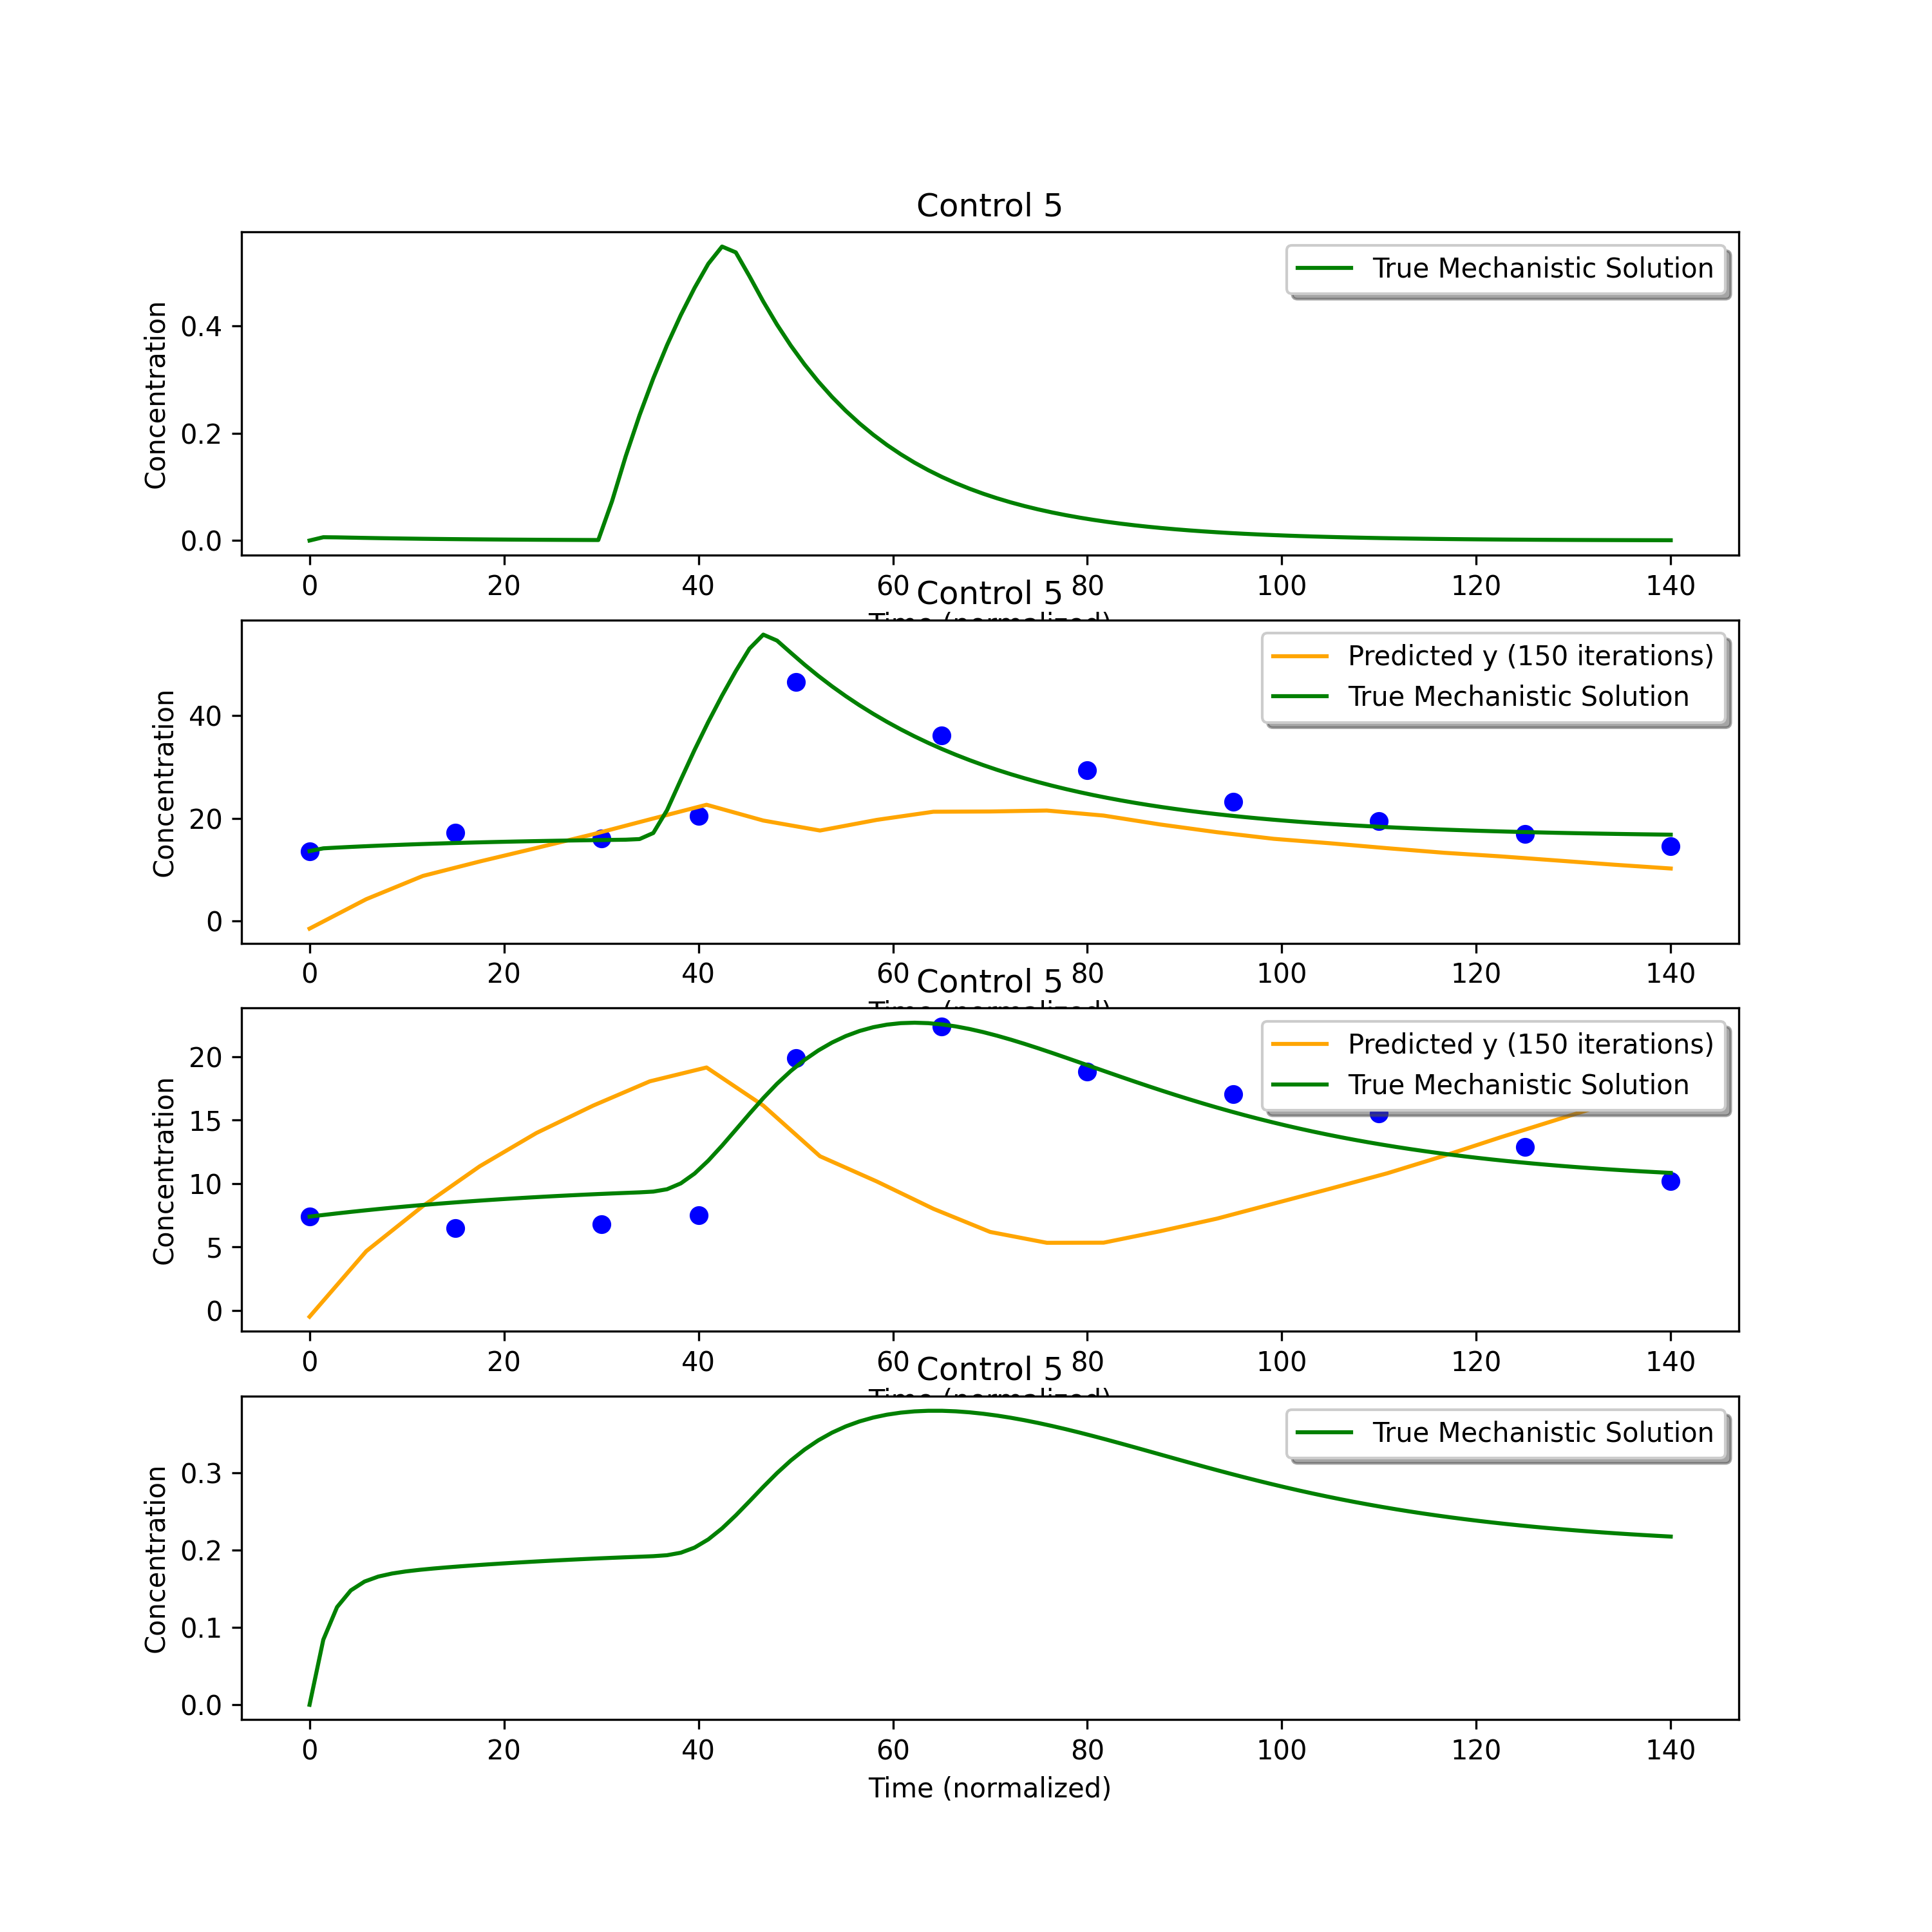 Control 5
True Mechanistic Solution
Concentration
0.4
0.2
0.0
0 20 40 60 80 100 120 140
Control 5
Predicted y (150 iterations)
True Mechanistic Solution
Concentration
40
20
0
0 20 40 60 80 100 120 140
Control 5
Predicted y (150 iterations)
True Mechanistic Solution
Concentration
20
15
10
5
0
0 20 40 60 80 100 120 140
Control 5
True Mechanistic Solution
Concentration
0.3
0.2
0.1
0.0
0 20 40 60 80 100 120 140
Time (normalized)